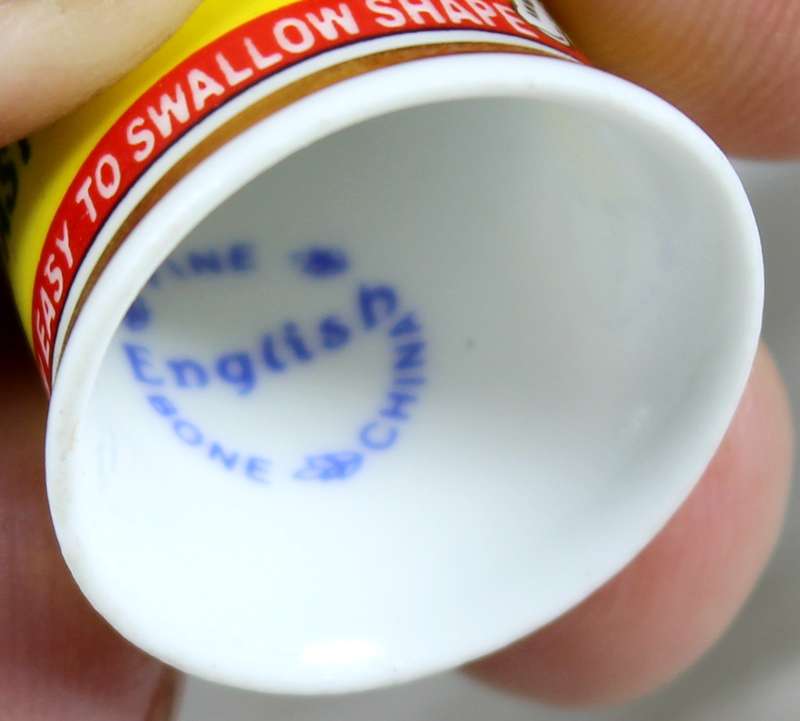 EASY TO SWALLOW SHAPE
FINE
English
BONE CHINA